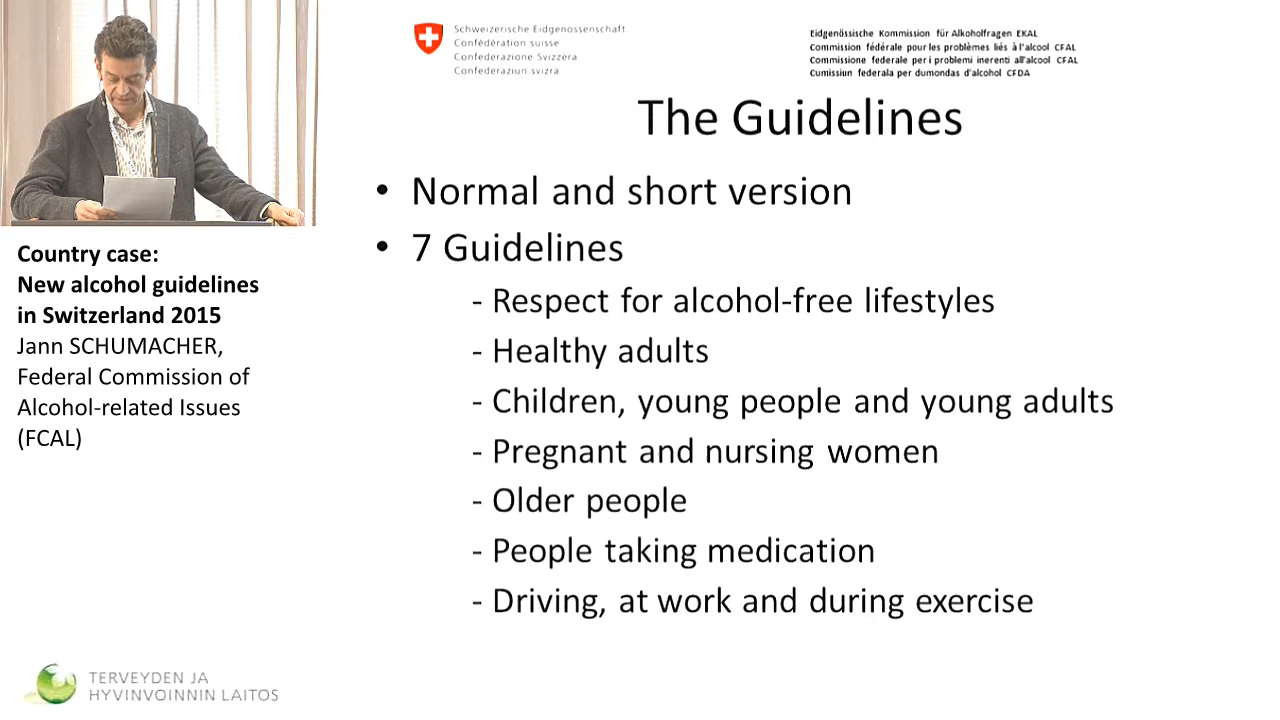 Schweizerische Eidgenossenschaft
Confédération suisse
Confederazione Svizzera
Confederaziun svizra
Eidgenössische Kommission für Alkoholfragen EKAL
Commission fédérale pour les problèmes liés à l'alcool CFAL
Commissione federale per i problemi inerenti all'alcool CFAL
Cumissiun federala per dumondas d'alcohol CFDA
The Guidelines
• Normal and short version
• 7 Guidelines
- Respect for alcohol-free lifestyles
- Healthy adults
- Children, young people and young adults
- Pregnant and nursing women
- Older people
- People taking medication
- Driving, at work and during exercise
Country case:
New alcohol guidelines
in Switzerland 2015
Jann SCHUMACHER,
Federal Commission of
Alcohol-related Issues
(FCAL)
TERVEYDEN JA
HYVINVOINNIN LAITOS